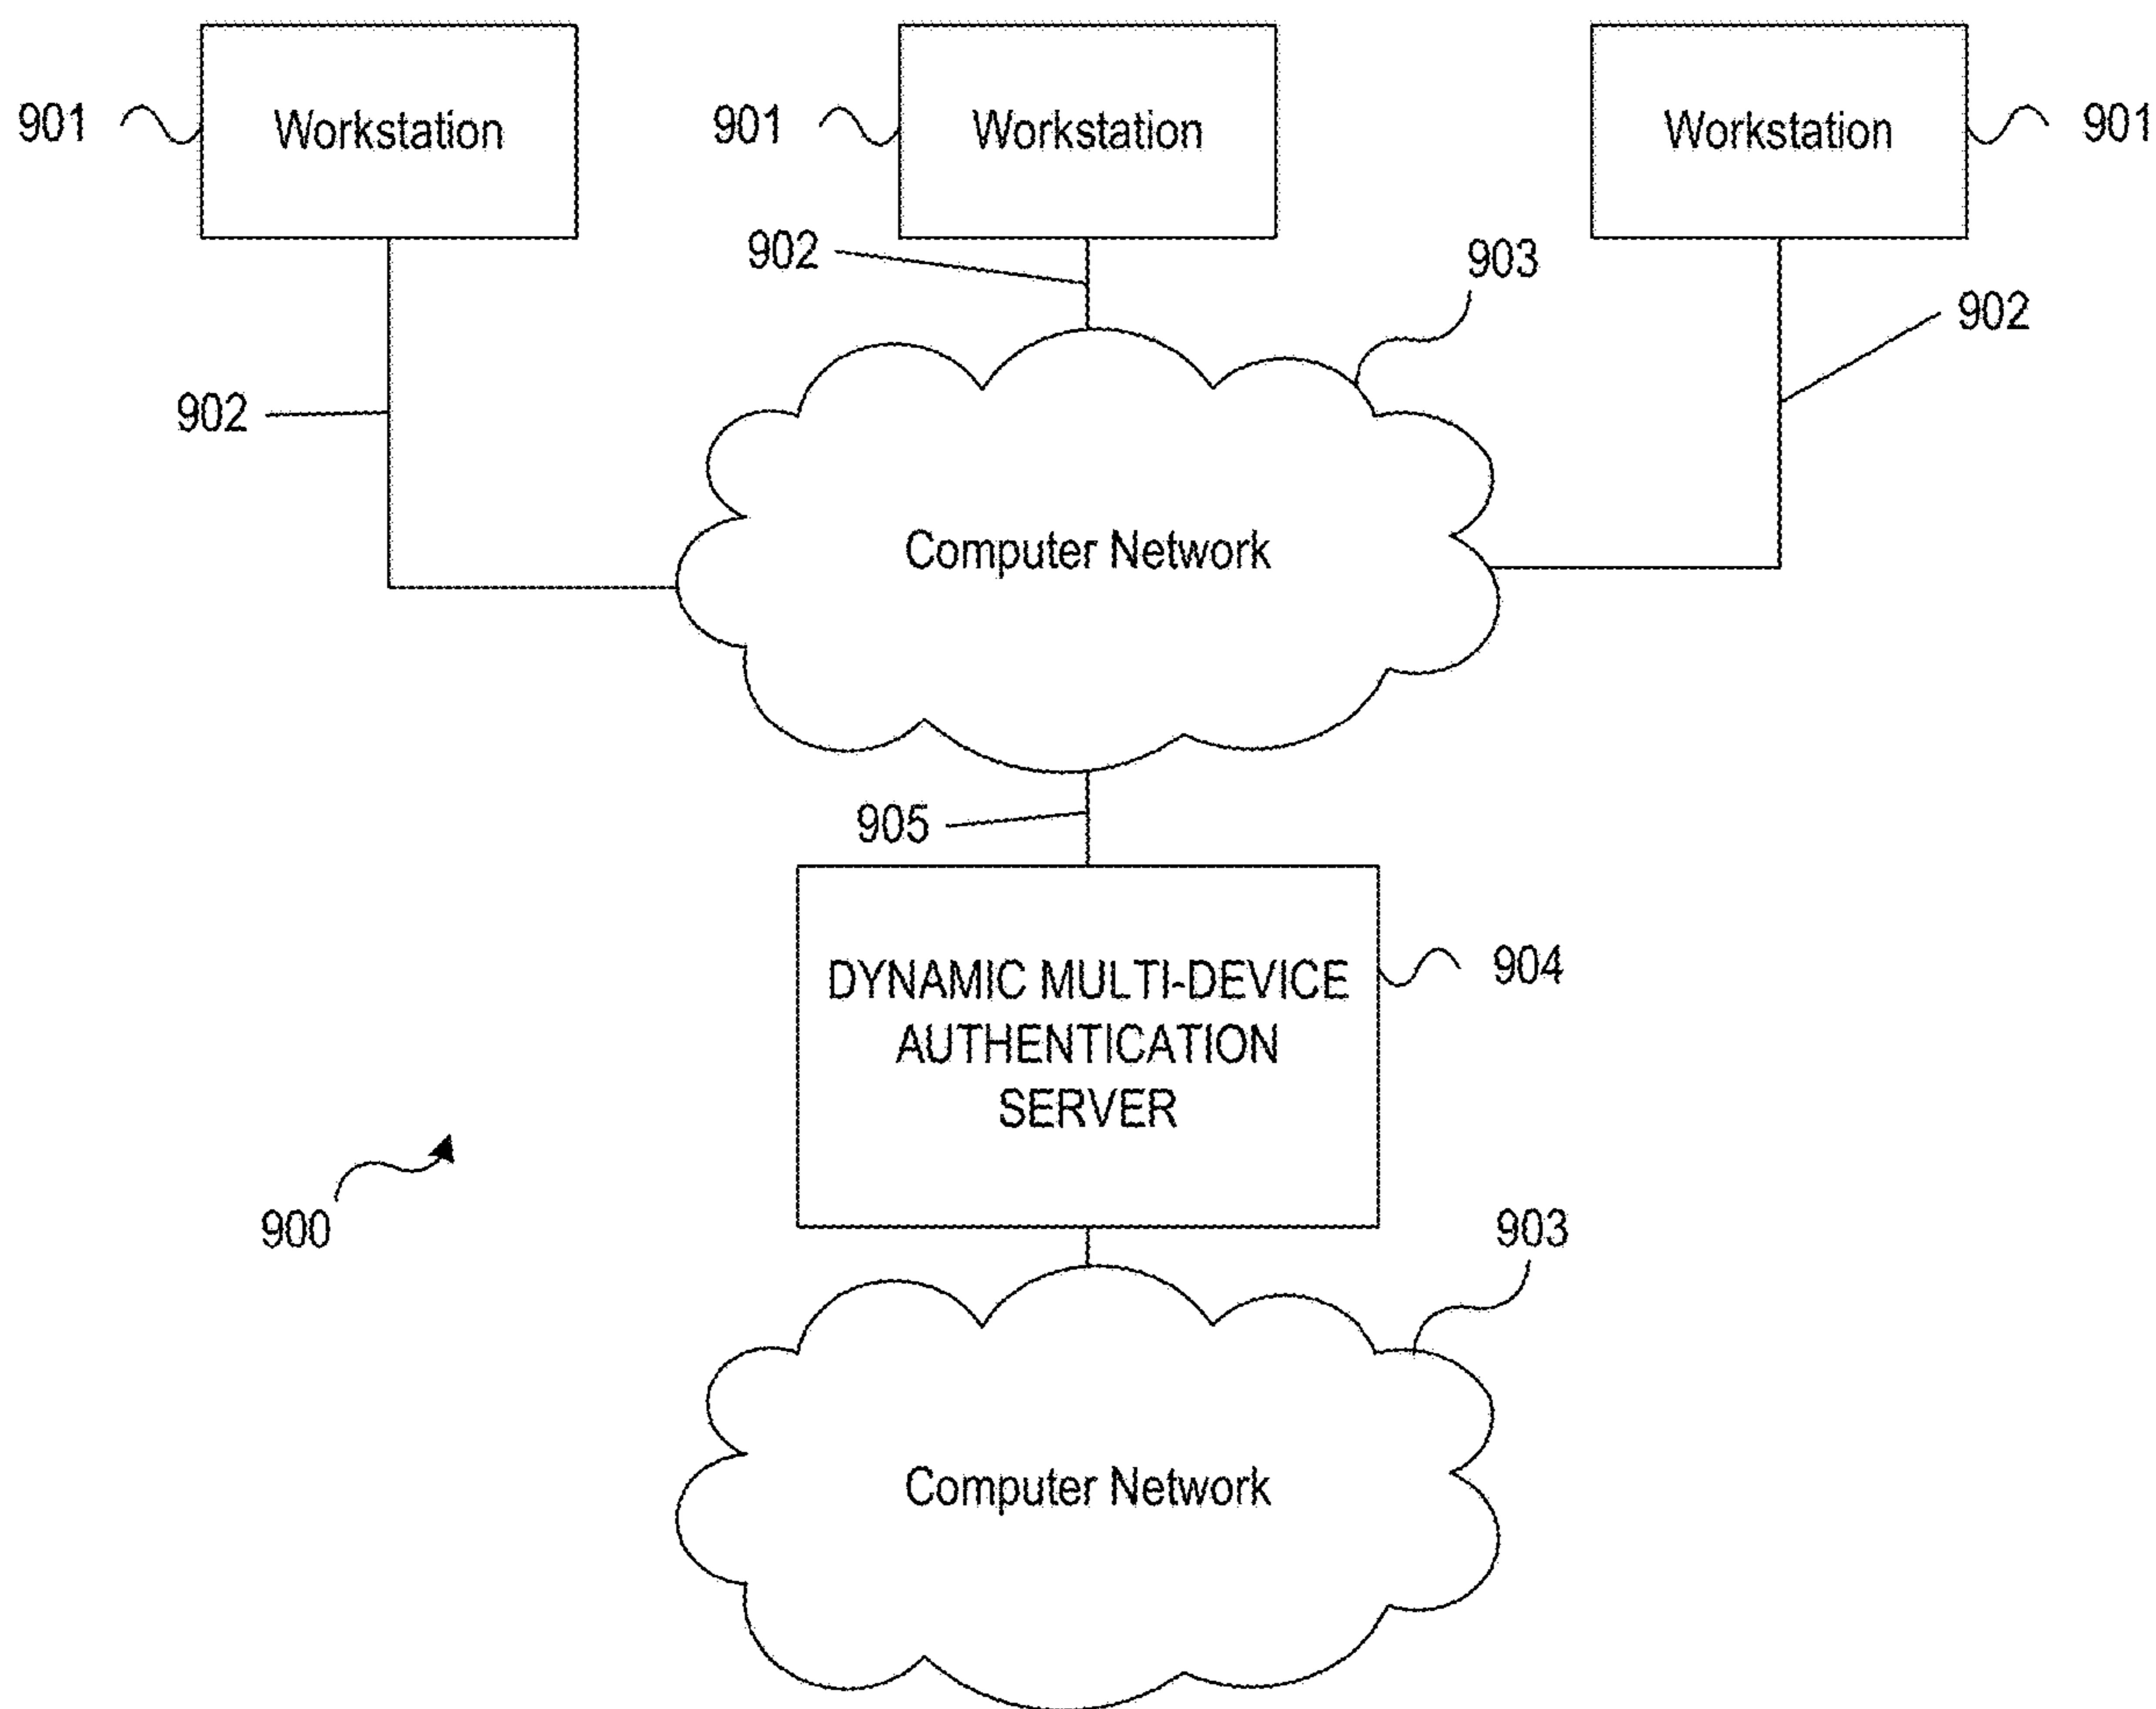 901
Workstation
901
Workstation
Workstation
901
902
903
902
902
Computer Network
905
DYNAMIC MULTI-DEVICE
AUTHENTICATION
SERVER
904
900
903
Computer Network